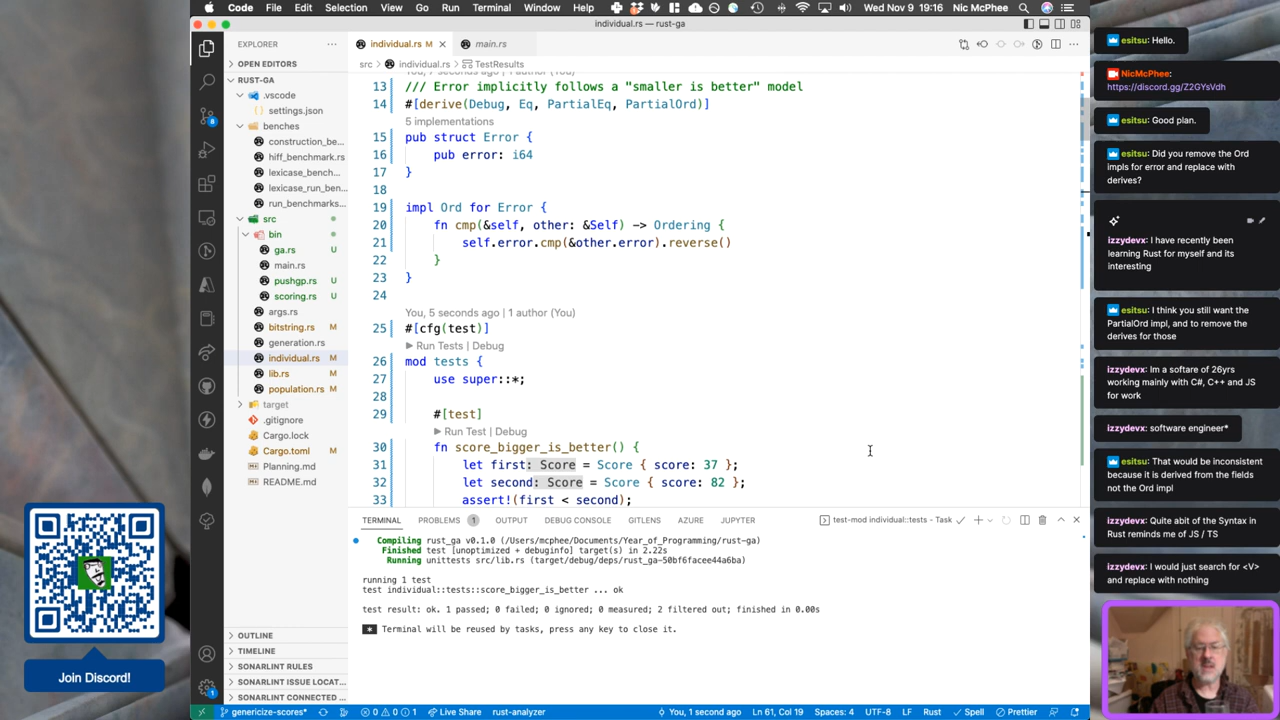 Code File Edit Selection View Go Run Terminal Window Help
Wed Nov 9 19:16 Nic McPhee
individual.rs — rust-ga
EXPLORER
OPEN EDITORS
RUST-GA
.vscode
settings.json
benches
construction_be...
hiff_benchmark.rs
lexicase_bench...
lexicase_run_ben...
run_benchmarks...
src
bin
ga.rs U
main.rs
pushgp.rs U
scoring.rs U
args.rs
bitstring.rs M
generation.rs
individual.rs M
lib.rs M
population.rs M
target
.gitignore
Cargo.lock
Cargo.toml M
Planning.md
README.md
OUTLINE
TIMELINE
SONARLINT RULES
SONARLINT ISSUE LOCAT...
SONARLINT CONNECTED ...
8
1
individual.rs M
main.rs
src > individual.rs > TestResults
You, 7 seconds ago | 1 author (You)
13 /// Error implicitly follows a "smaller is better" model
14 #[derive(Debug, Eq, PartialEq, PartialOrd)]
5 implementations
15 pub struct Error {
16 pub error: i64
17 }
18
19 impl Ord for Error {
20 fn cmp(&self, other: &Self) -> Ordering {
21 self.error.cmp(&other.error).reverse()
22 }
23 }
24
You, 5 seconds ago | 1 author (You)
25 #[cfg(test)]
▶ Run Tests | Debug
26 mod tests {
27 use super::*;
28
29 #[test]
▶ Run Test | Debug
30 fn score_bigger_is_better() {
31 let first: Score = Score { score: 37 };
32 let second: Score = Score { score: 82 };
33 assert!(first < second);
TERMINAL PROBLEMS 1 OUTPUT DEBUG CONSOLE GITLENS AZURE JUPYTER
test-mod individual::tests - Task
Compiling rust_ga v0.1.0 (/Users/mcphee/Documents/Year_of_Programming/rust-ga)
Finished test [unoptimized + debuginfo] target(s) in 2.22s
Running unittests src/lib.rs (target/debug/deps/rust_ga-50bf6facee44a6ba)
running 1 test
test individual::tests::score_bigger_is_better ... ok
test result: ok. 1 passed; 0 failed; 0 ignored; 0 measured; 2 filtered out; finished in 0.00s
* Terminal will be reused by tasks, press any key to close it.
genericize-scores* 0 0 1 Live Share rust-analyzer
You, 1 second ago Ln 61, Col 19 Spaces: 4 UTF-8 LF Rust Spell Prettier
Join Discord!
esitsu: Hello.
NicMcPhee:
https://discord.gg/Z2GYsVdh
esitsu: Good plan.
esitsu: Did you remove the Ord
impls for error and replace with
derives?
izzydevx: I have recently been
learning Rust for myself and its
interesting
esitsu: I think you still want the
PartialOrd impl, and to remove the
derives for those
izzydevx: Im a softare of 26yrs
working mainly with C#, C++ and JS
for work
izzydevx: software engineer*
esitsu: That would be inconsistent
because it is derived from the fields
not the Ord impl
izzydevx: Quite abit of the Syntax in
Rust reminds me of JS / TS
izzydevx: I would just search for <V>
and replace with nothing